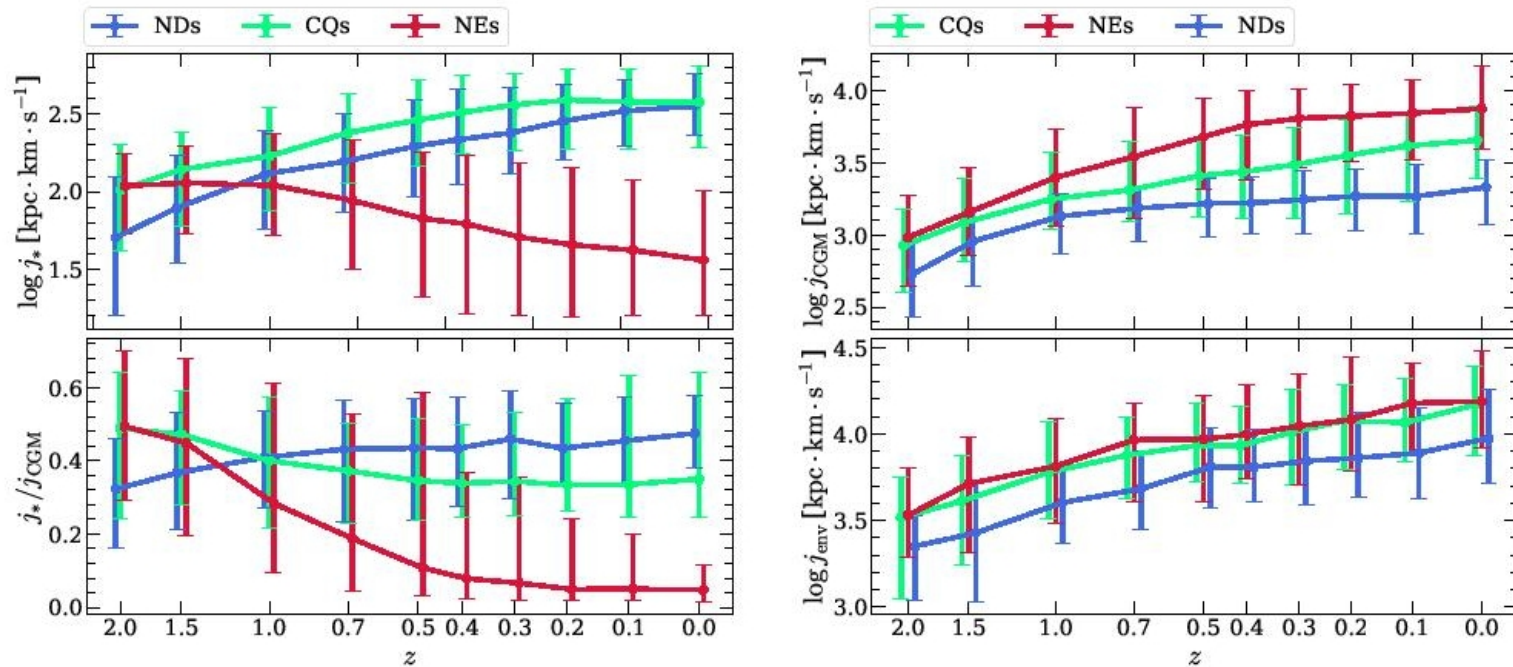 NDs CQs NEs
CQs NEs NDs
log j* [kpc · km · s⁻¹]
2.5
2.0
1.5
log jCGM [kpc · km · s⁻¹]
4.0
3.5
3.0
2.5
j*/jCGM
0.6
0.4
0.2
0.0
2.0 1.5 1.0 0.7 0.5 0.4 0.3 0.2 0.1 0.0
z
log jenv [kpc · km · s⁻¹]
4.5
4.0
3.5
3.0
2.0 1.5 1.0 0.7 0.5 0.4 0.3 0.2 0.1 0.0
z